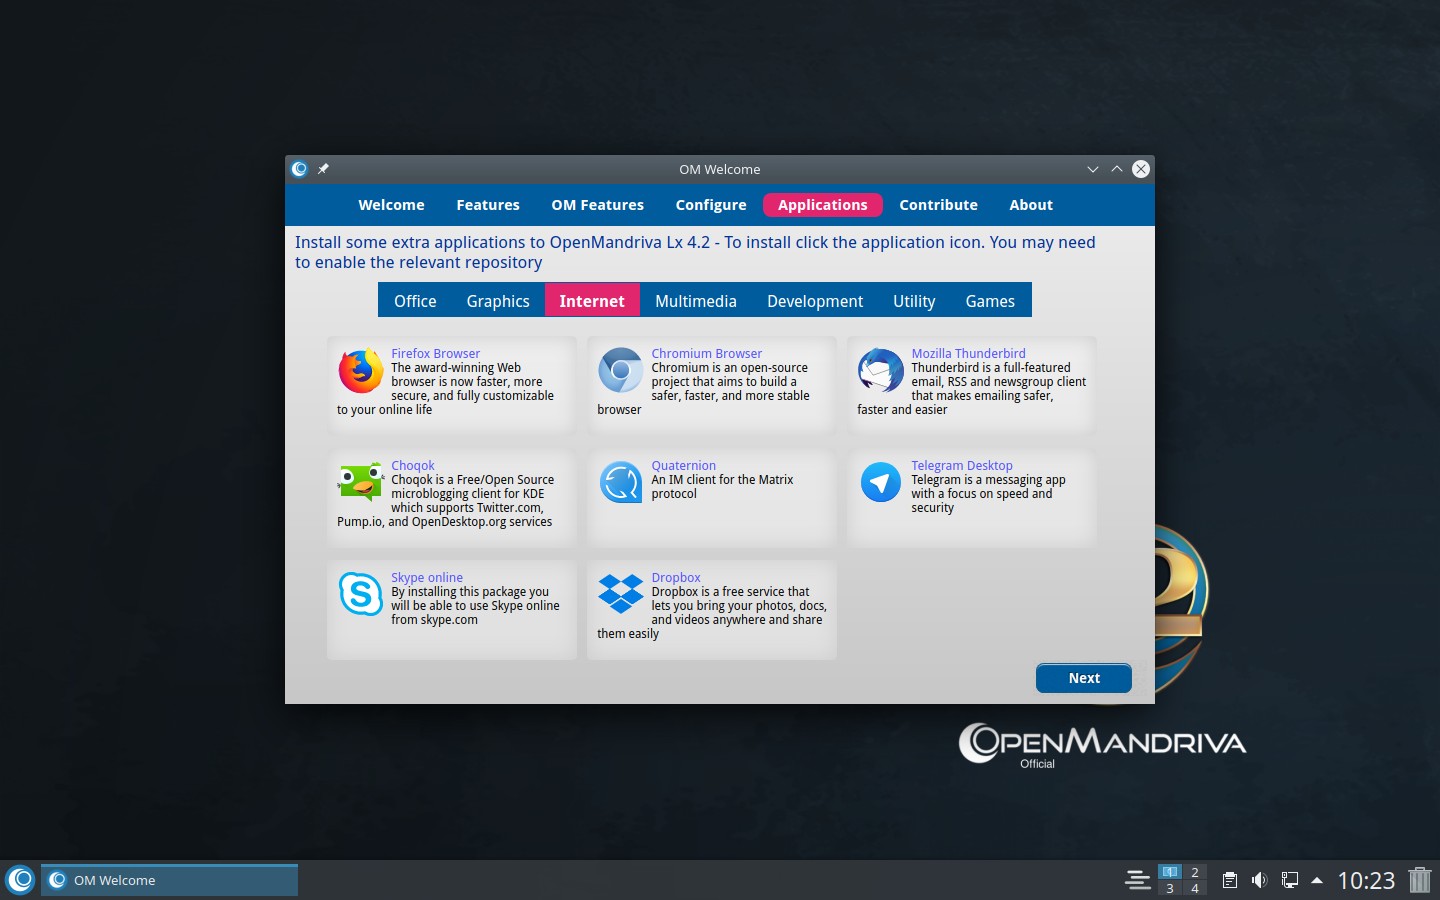 OM Welcome
Welcome Features OM Features Configure Applications Contribute About
Install some extra applications to OpenMandriva Lx 4.2 - To install click the application icon. You may need
to enable the relevant repository
Office Graphics Internet Multimedia Development Utility Games
Firefox Browser
The award-winning Web
browser is now faster, more
secure, and fully customizable
to your online life
Chromium Browser
Chromium is an open-source
project that aims to build a
safer, faster, and more stable
browser
Mozilla Thunderbird
Thunderbird is a full-featured
email, RSS and newsgroup client
that makes emailing safer,
faster and easier
Choqok
Choqok is a Free/Open Source
microblogging client for KDE
which supports Twitter.com,
Pump.io, and OpenDesktop.org services
Quaternion
An IM client for the Matrix
protocol
Telegram Desktop
Telegram is a messaging app
with a focus on speed and
security
Skype online
By installing this package you
will be able to use Skype online
from skype.com
Dropbox
Dropbox is a free service that
lets you bring your photos, docs,
and videos anywhere and share
them easily
Next
2
OPENMANDRIVA
Official
OM Welcome
1 2
3 4
10:23